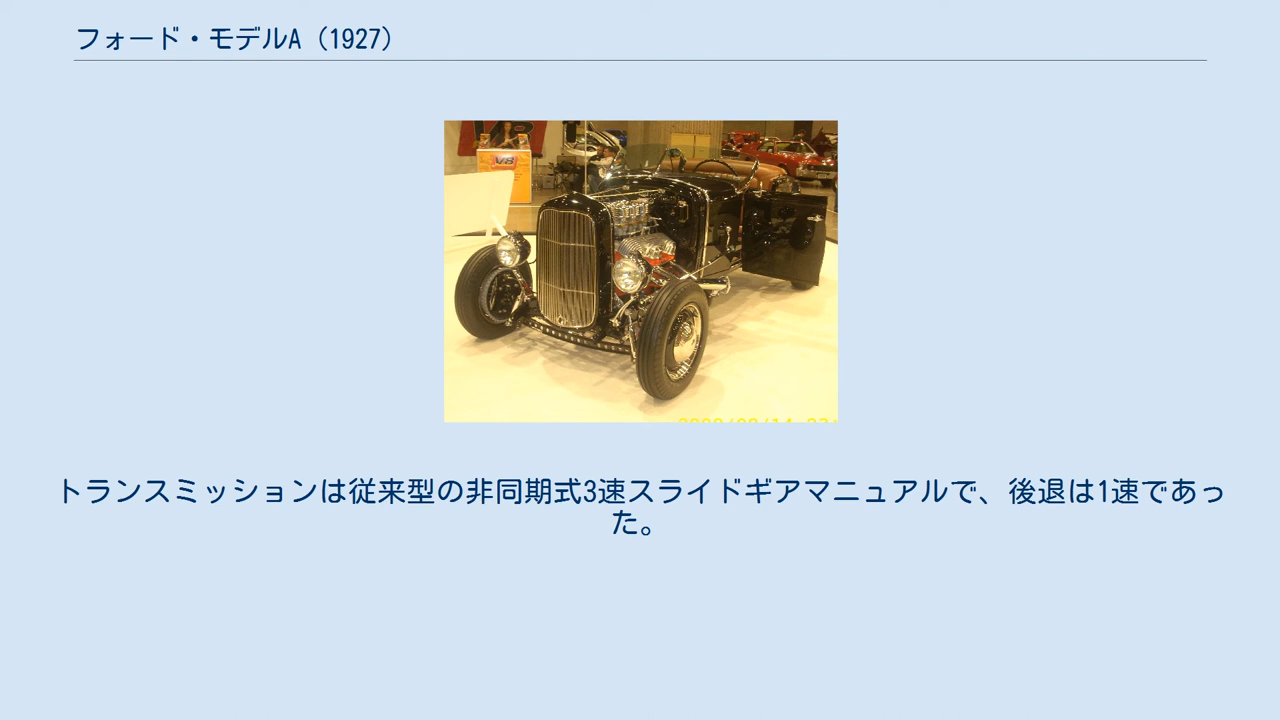 フォード・モデルA（1927）
V8
トランスミッションは従来型の非同期式3速スライドギアマニュアルで、後退は1速であっ
た。